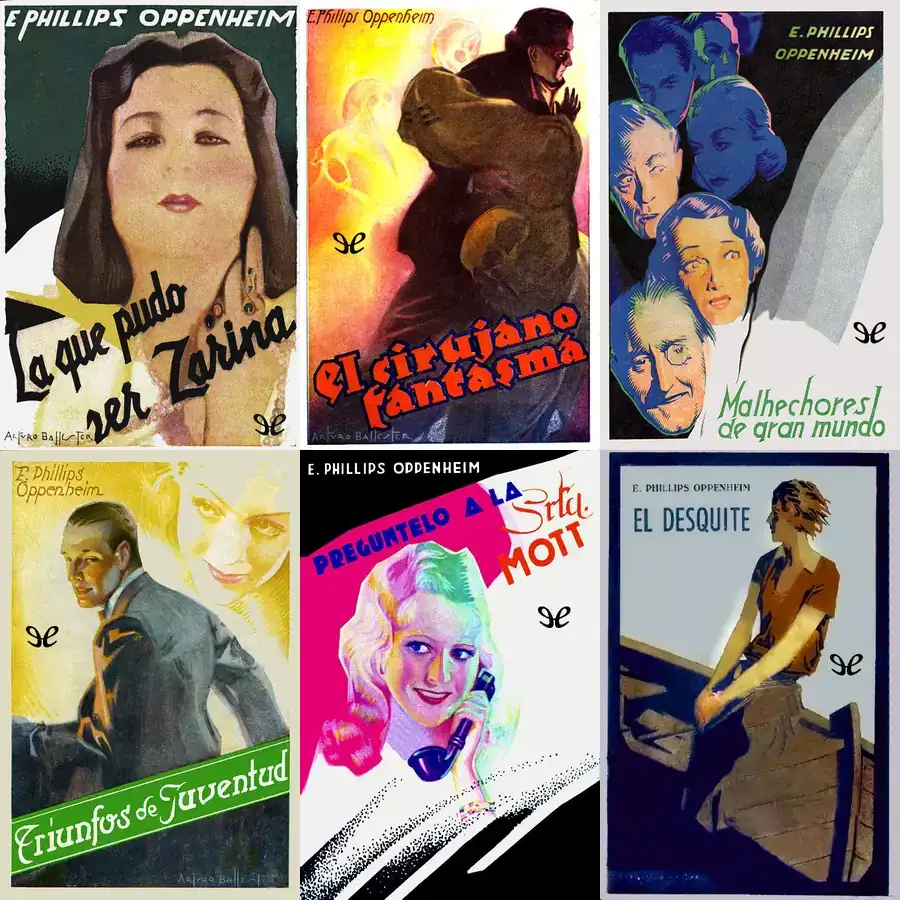 E PHILLIPS OPPENHEIM
La que pudo
ser Zarina
ARTURO BALLESTER
E. Phillips Oppenheim
el cirujano
fantasma
ARTURO BALLESTER
E. PHILLIPS
OPPENHEIM
Malhechores
de gran mundo
E. Phillips
Oppenheim
Triunfos de Juventud
ARTURO BALLESTER
E. PHILLIPS OPPENHEIM
PREGUNTELO A LA
Srta.
MOTT
E. PHILLIPS OPPENHEIM
EL DESQUITE